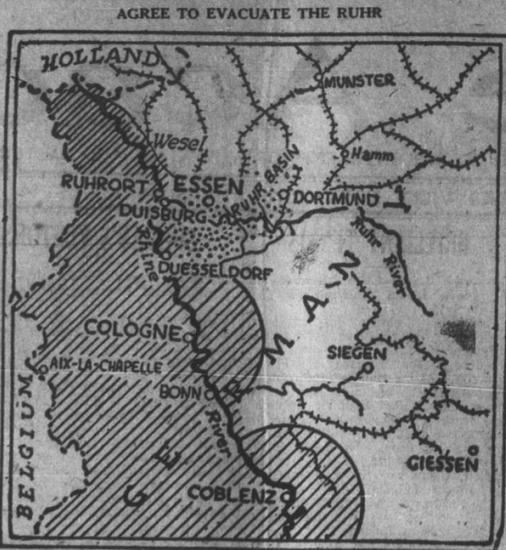 AGREE TO EVACUATE THE RUHR
HOLLAND
MUNSTER
Wesel
Hamm
RUHR BASIN
RUHRORT
ESSEN
DORTMUND
DUISBURG
Ruhr River
Rhine
DUESSELDORF
COLOGNE
SIEGEN
AIX-LA-CHAPELLE
BONN
River
BELGIUM
GIESSEN
COBLENZ
GERMANY